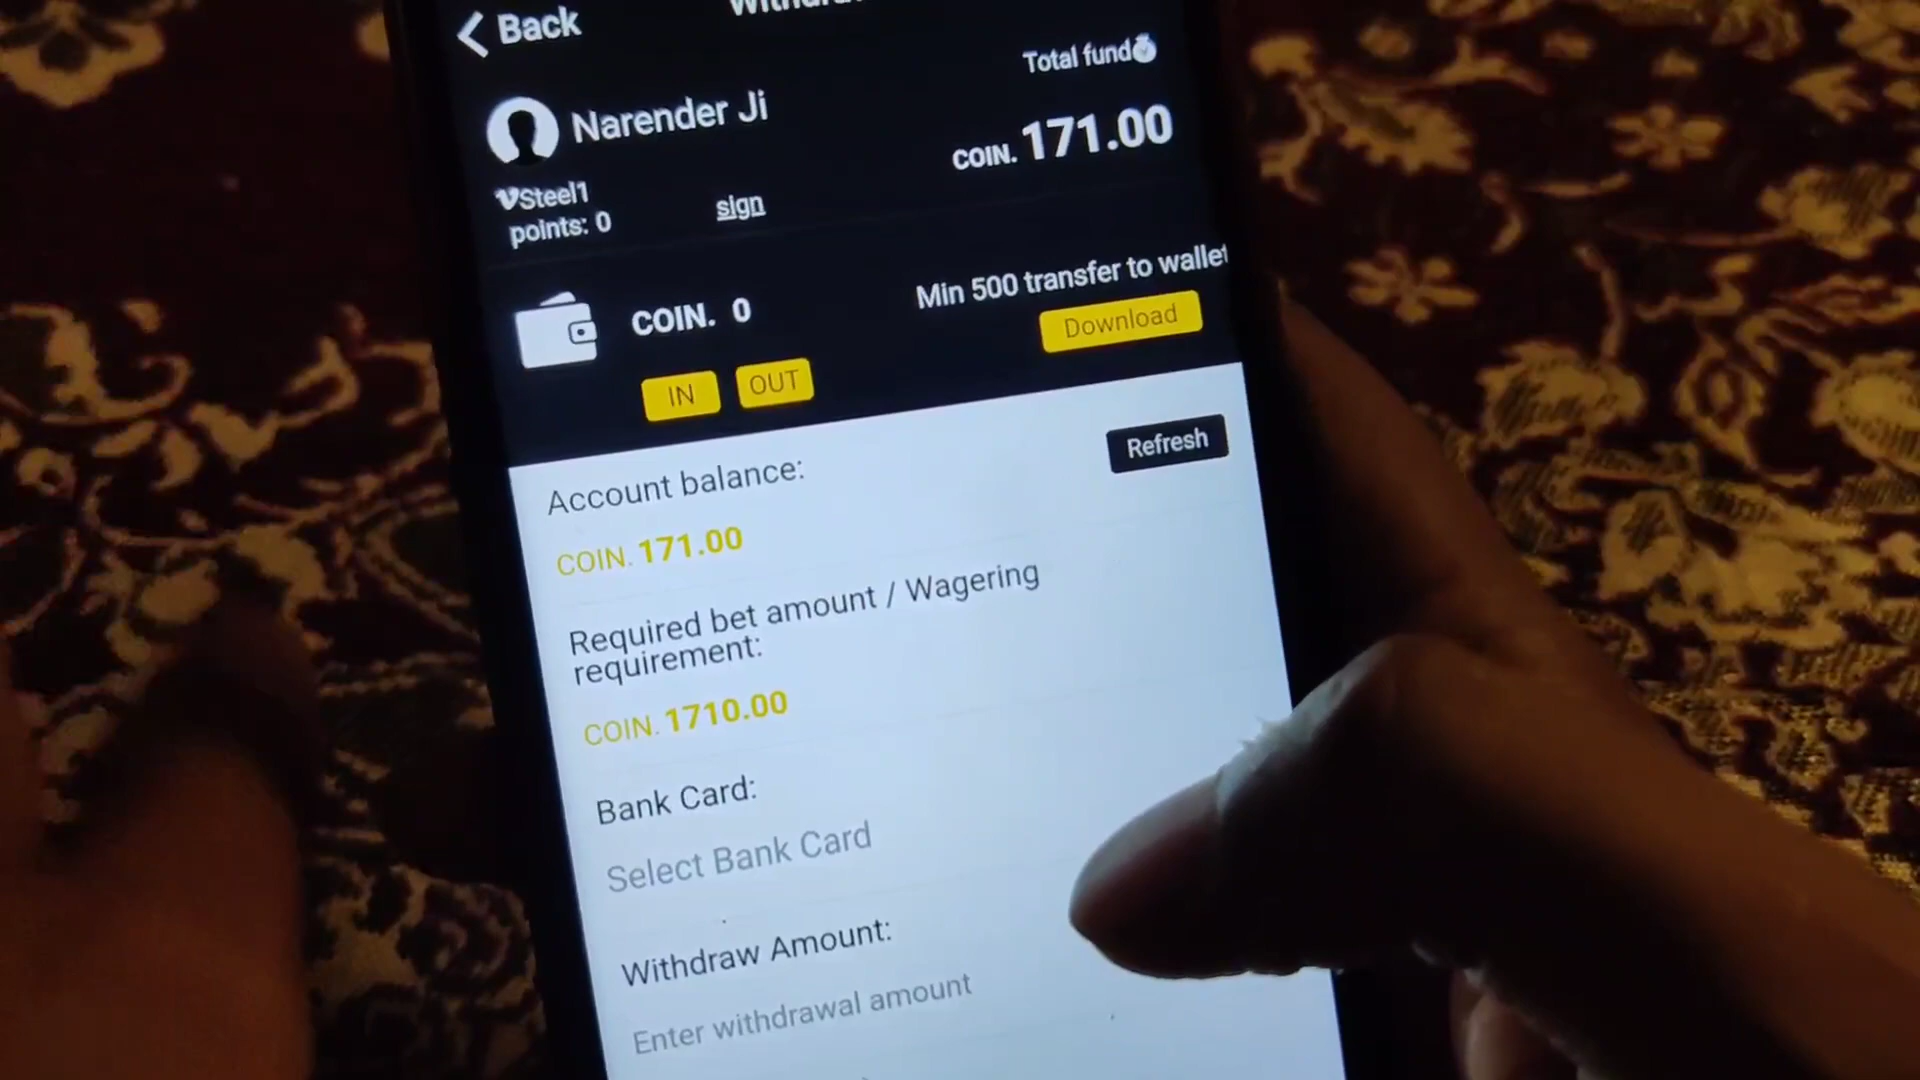 Back
Total fund
Narender Ji
COIN. 171.00
Steel1
points: 0
sign
COIN. 0
Min 500 transfer to wallet
Download
IN
OUT
Refresh
Account balance:
COIN. 171.00
Required bet amount / Wagering
requirement:
COIN. 1710.00
Bank Card:
Select Bank Card
Withdraw Amount:
Enter withdrawal amount